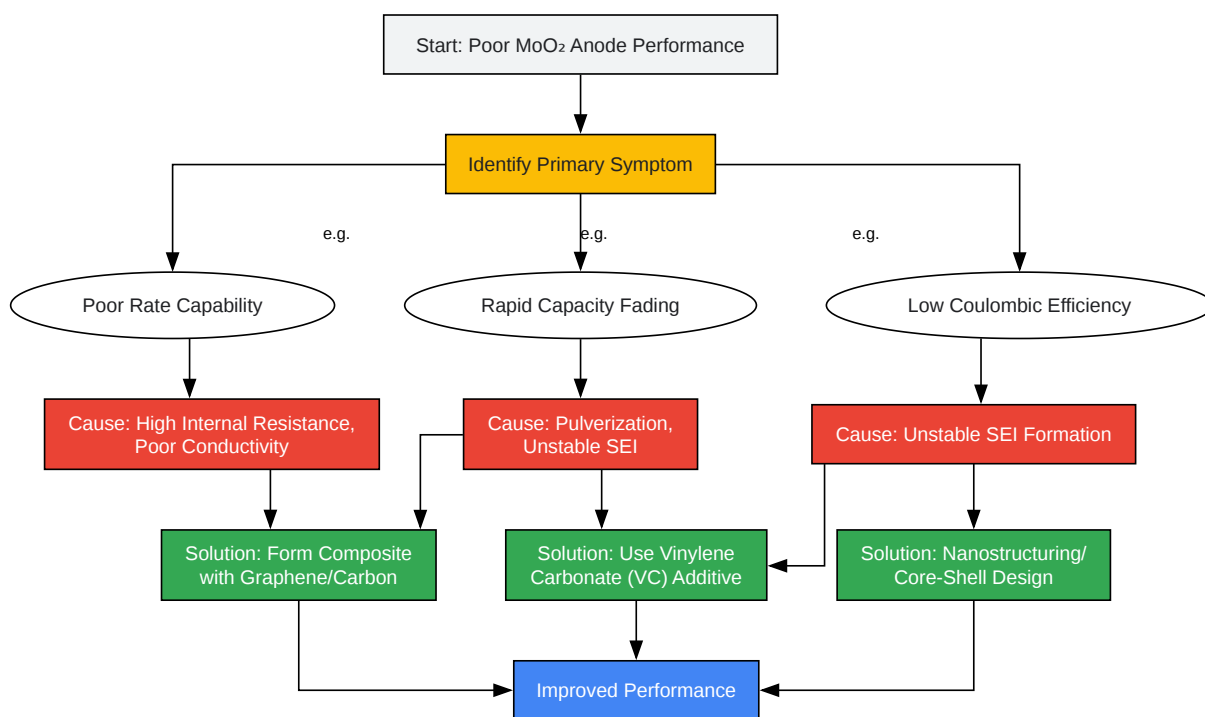 Start: Poor MoO₂ Anode Performance
Identify Primary Symptom
e.g.
e.g.
e.g.
Poor Rate Capability
Rapid Capacity Fading
Low Coulombic Efficiency
Cause: High Internal Resistance,
Poor Conductivity
Cause: Pulverization,
Unstable SEI
Cause: Unstable SEI Formation
Solution: Form Composite
with Graphene/Carbon
Solution: Use Vinylene
Carbonate (VC) Additive
Solution: Nanostructuring/
Core-Shell Design
Improved Performance